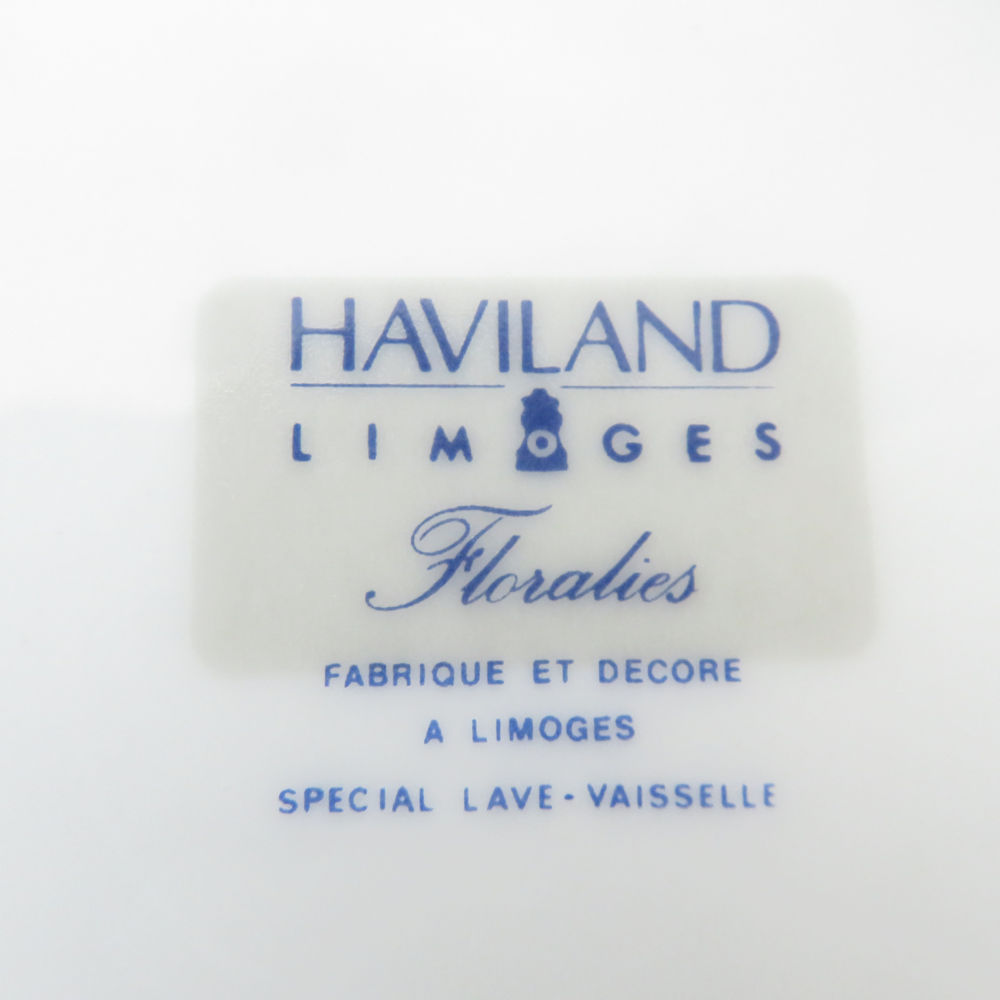 HAVILAND
LIMOGES
Floralies
FABRIQUE ET DECORE
A LIMOGES
SPECIAL LAVE-VAISSELLE